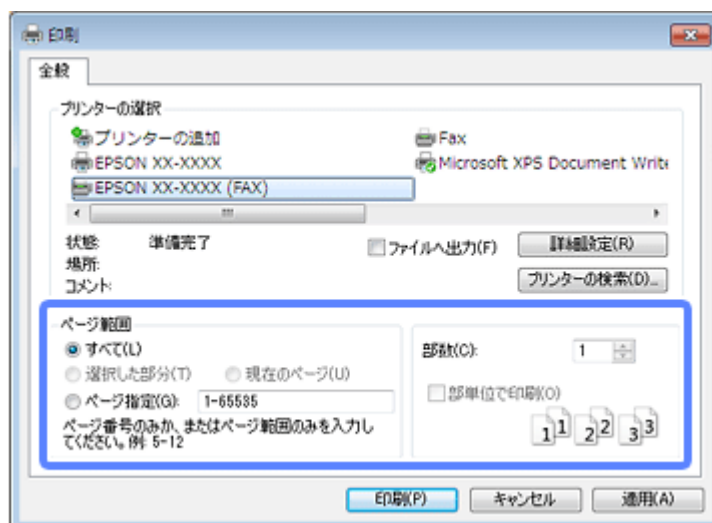 印刷
全般
プリンターの選択
プリンターの追加
Fax
EPSON XX-XXXX
Microsoft XPS Document Write
EPSON XX-XXXX (FAX)
状態: 準備完了
場所:
コメント:
ファイルへ出力(F)
詳細設定(R)
プリンターの検索(D)...
ページ範囲
すべて(L)
選択した部分(T)
現在のページ(U)
ページ指定(G): 1-65535
ページ番号のみか、またはページ範囲のみを入力し
てください。例: 5-12
部数(C): 1
部単位で印刷(O)
11 22 33
印刷(P)
キャンセル
適用(A)